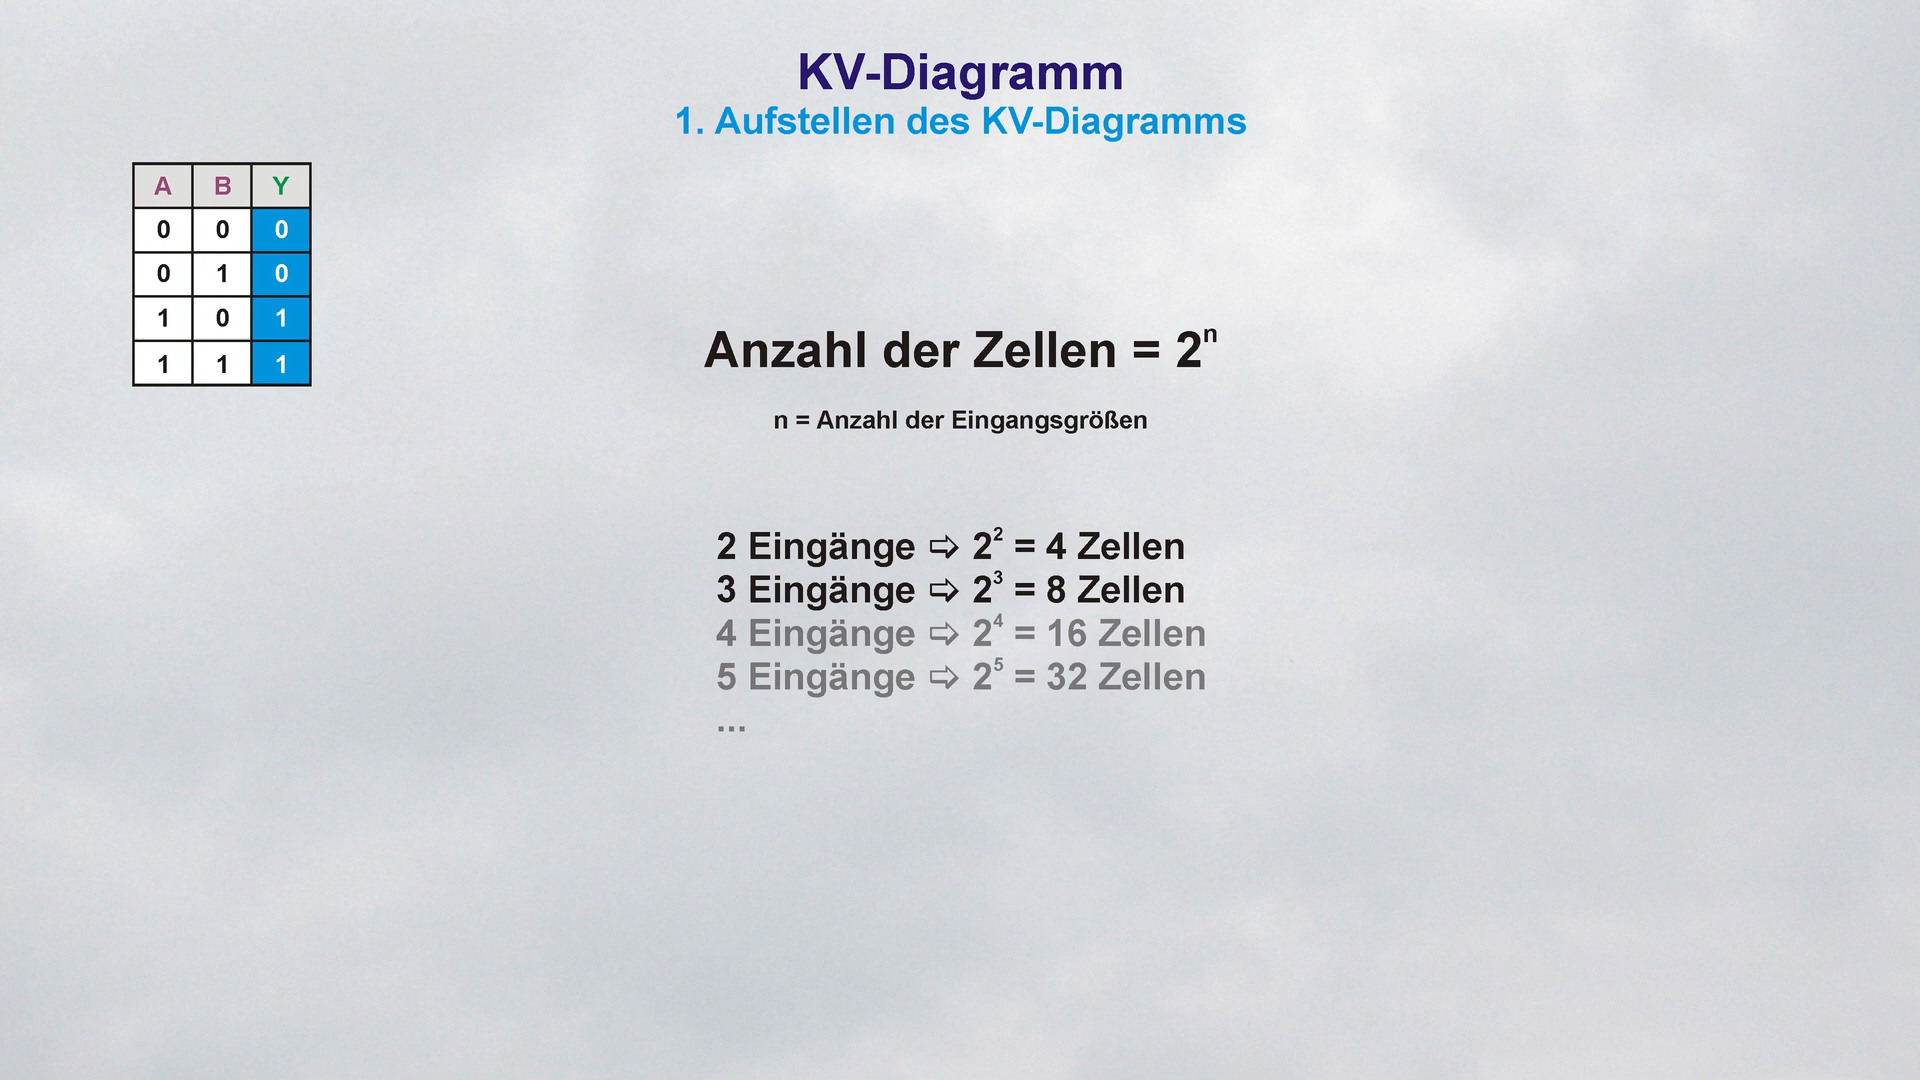 KV-Diagramm
1. Aufstellen des KV-Diagramms
A B Y
0 0 0
0 1 0
1 0 1
1 1 1
Anzahl der Zellen = 2ⁿ
n = Anzahl der Eingangsgrößen
2 Eingänge ⇨ 2² = 4 Zellen
3 Eingänge ⇨ 2³ = 8 Zellen
4 Eingänge ⇨ 2⁴ = 16 Zellen
5 Eingänge ⇨ 2⁵ = 32 Zellen
...